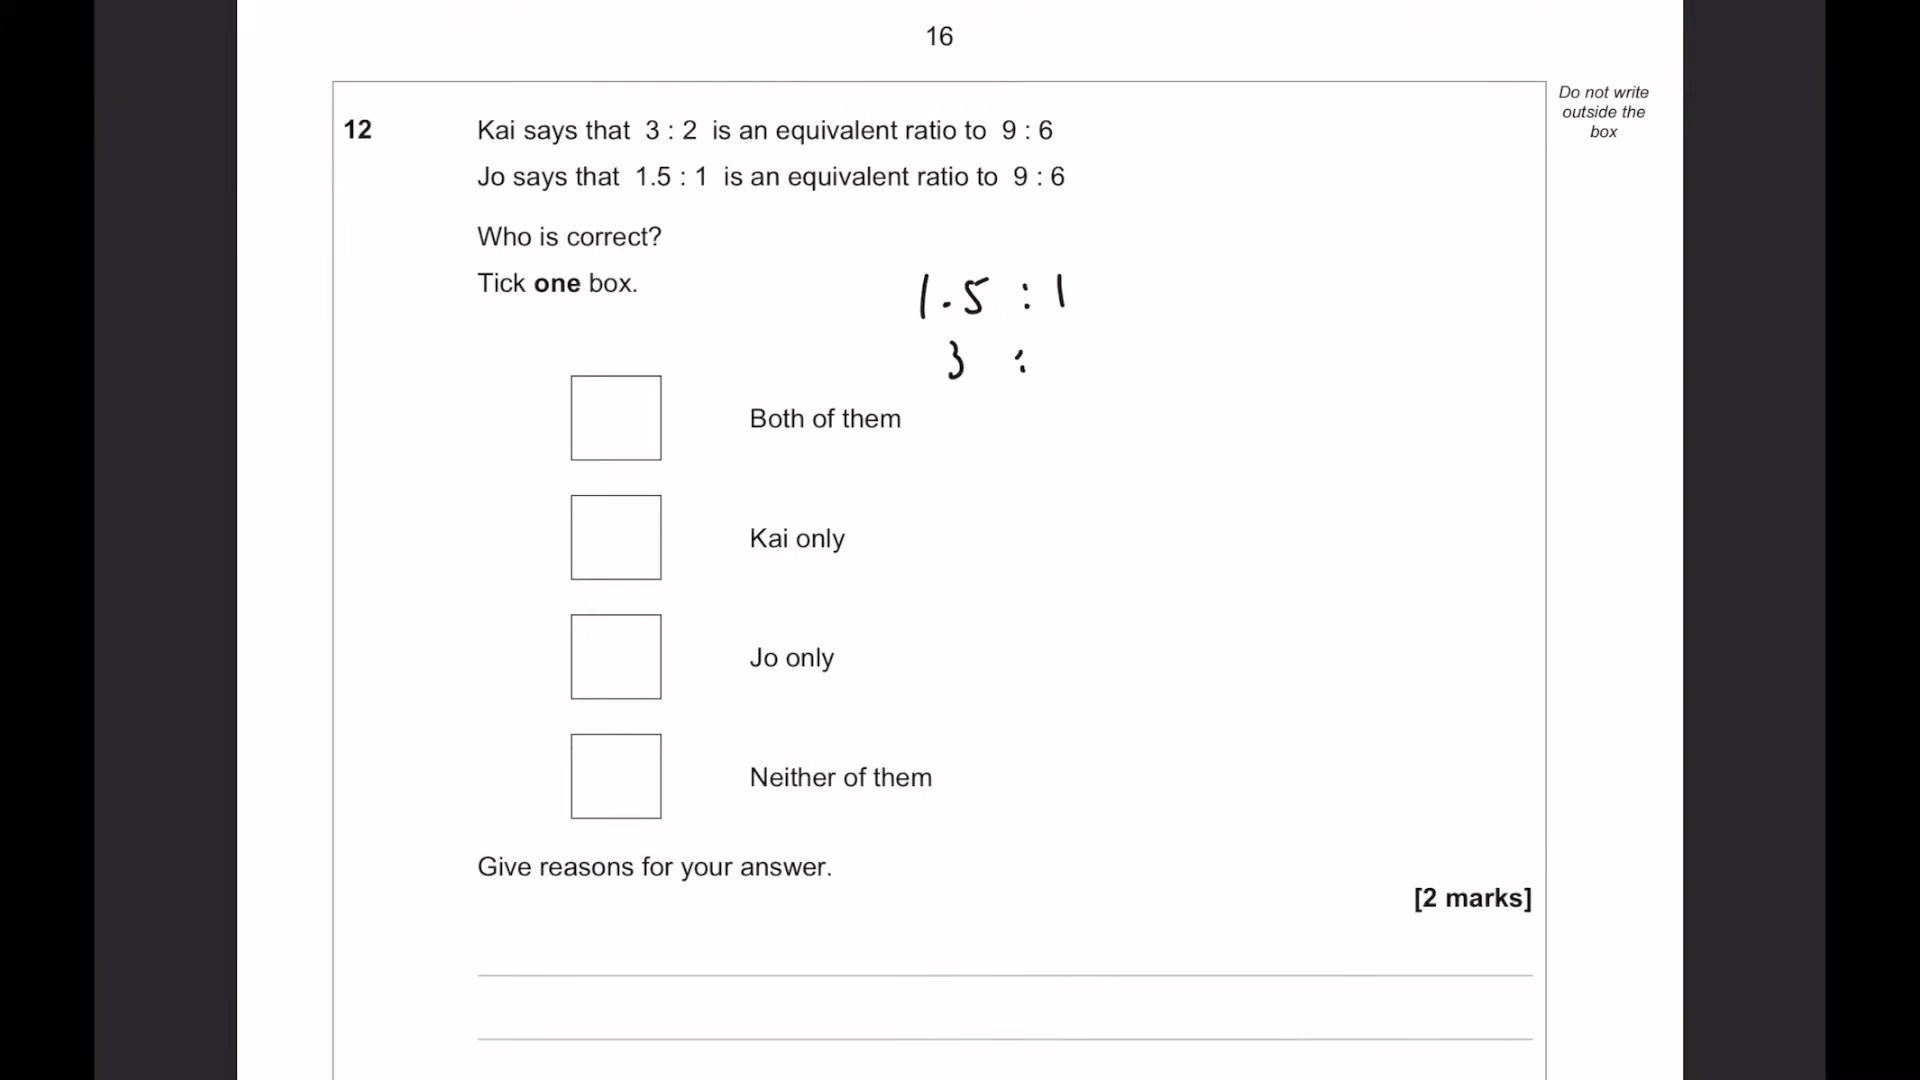 16
Do not write
outside the
box
12 Kai says that 3 : 2 is an equivalent ratio to 9 : 6
Jo says that 1.5 : 1 is an equivalent ratio to 9 : 6
Who is correct?
Tick one box.
1.5 : 1
3 :
Both of them
Kai only
Jo only
Neither of them
Give reasons for your answer.
[2 marks]